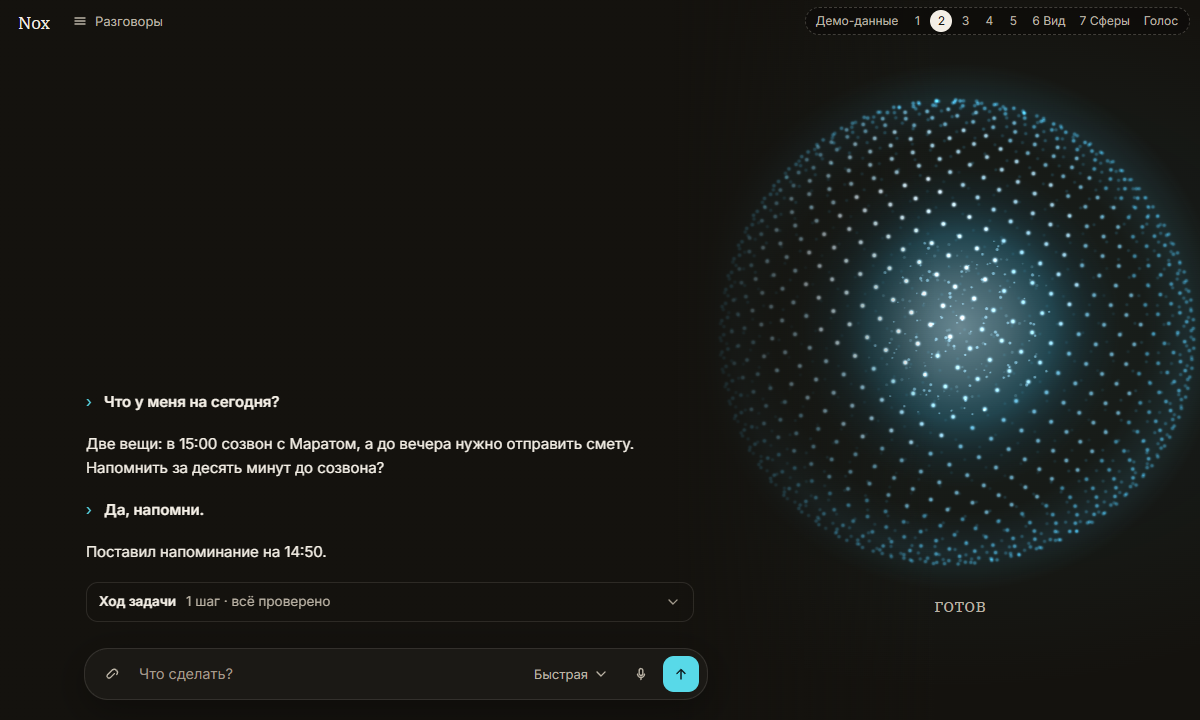 Nox
Разговоры
Демо-данные 1 2 3 4 5 6 Вид 7 Сферы Голос
› Что у меня на сегодня?
Две вещи: в 15:00 созвон с Маратом, а до вечера нужно отправить смету.
Напомнить за десять минут до созвона?
› Да, напомни.
Поставил напоминание на 14:50.
Ход задачи 1 шаг · всё проверено
ГОТОВ
Что сделать?
Быстрая